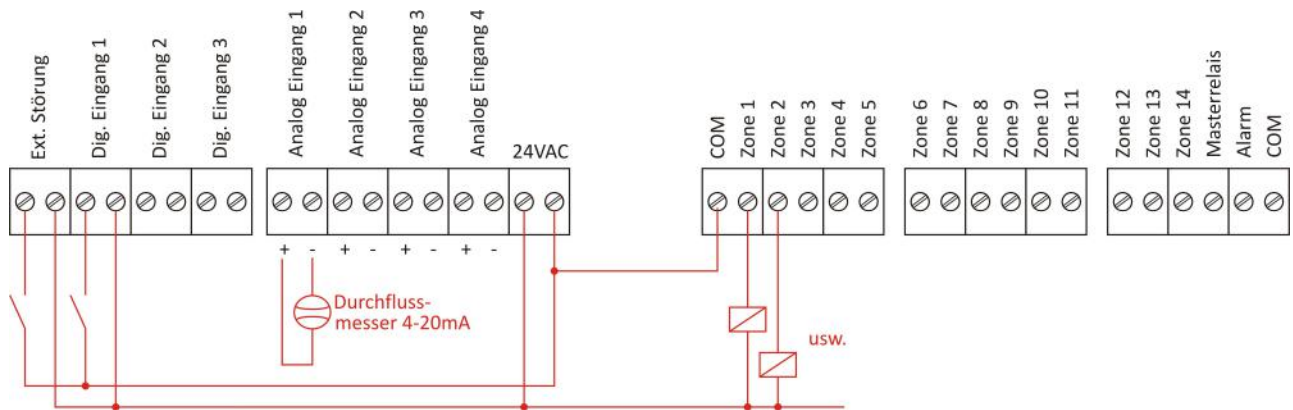 Ext. Störung
Dig. Eingang 1
Dig. Eingang 2
Dig. Eingang 3
Analog Eingang 1
Analog Eingang 2
Analog Eingang 3
Analog Eingang 4
24VAC
COM
Zone 1
Zone 2
Zone 3
Zone 4
Zone 5
Zone 6
Zone 7
Zone 8
Zone 9
Zone 10
Zone 11
Zone 12
Zone 13
Zone 14
Masterrelais
Alarm
COM
+ - + - + - + -
Durchfluss-
messer 4-20mA
usw.